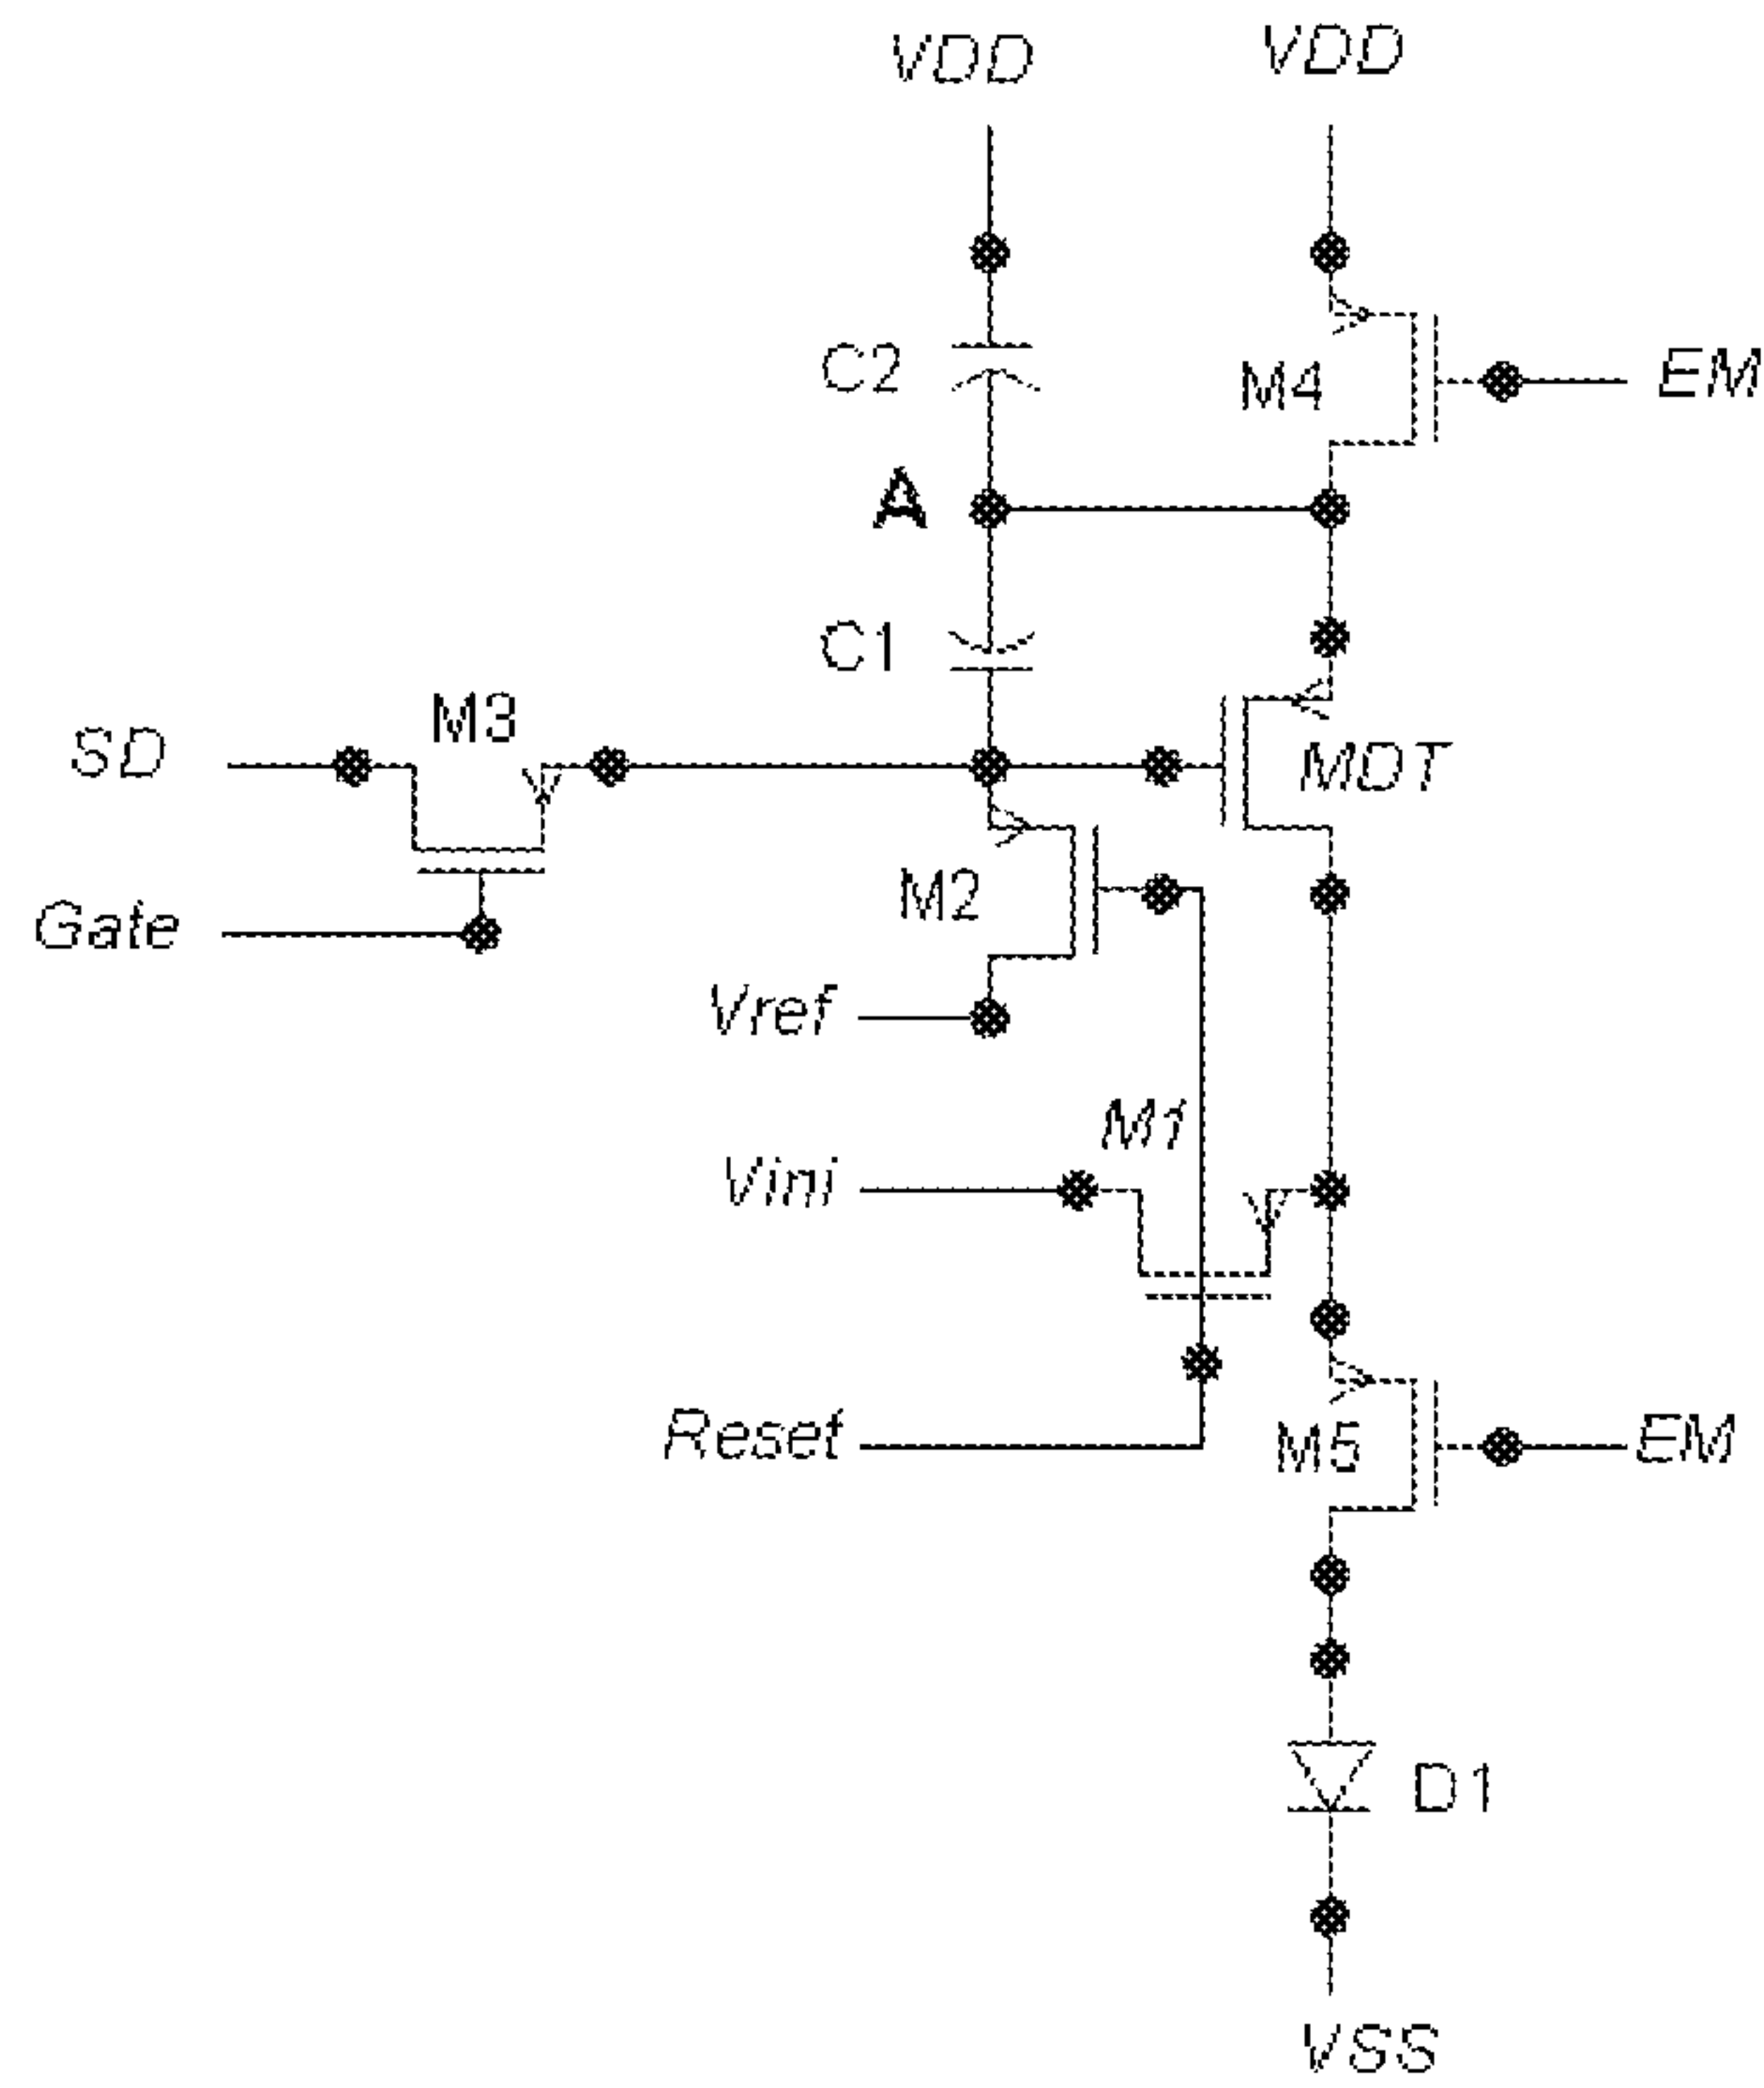 VDD
VDD
C2
M4
EM
A
C1
M3
SD
MDT
M2
Gate
Vref
M1
Vini
Reset
M5
EM
D1
VSS